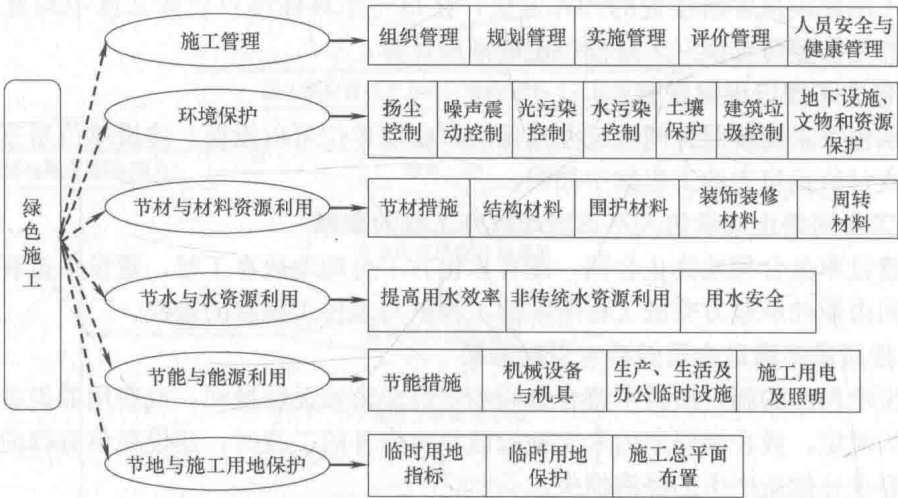 绿色施工
施工管理
组织管理 规划管理 实施管理 评价管理 人员安全与
健康管理
环境保护
扬尘
控制
噪声震
动控制
光污染
控制
水污染
控制
土壤
保护
建筑垃
圾控制
地下设施、
文物和资源
保护
节材与材料资源利用
节材措施 结构材料 围护材料 装饰装修
材料
周转
材料
节水与水资源利用
提高用水效率 非传统水资源利用 用水安全
节能与能源利用
节能措施 机械设备
与机具
生产、生活及
办公临时设施
施工用电
及照明
节地与施工用地保护
临时用地
指标
临时用地
保护
施工总平面
布置